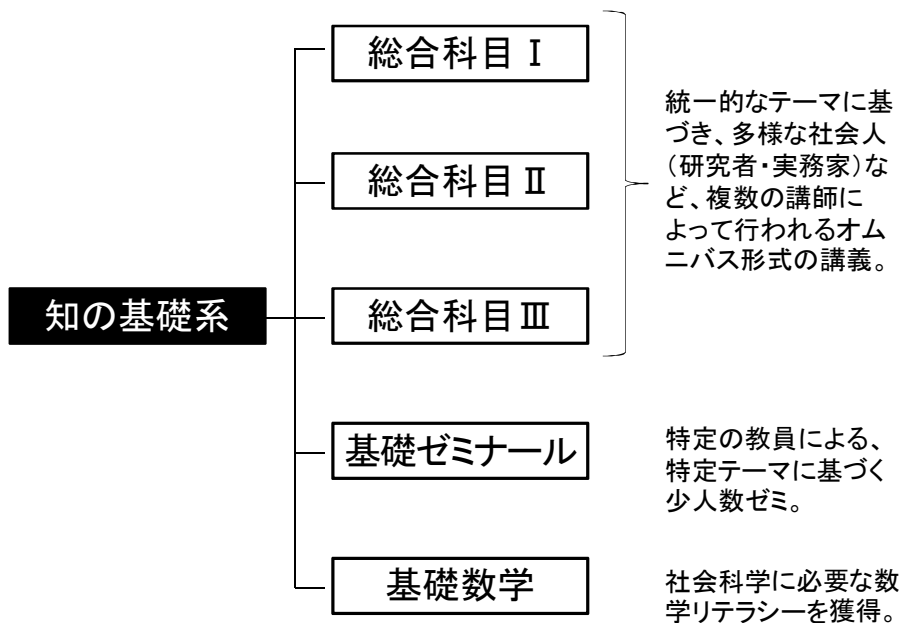 総合科目Ⅰ
統一的なテーマに基
づき、多様な社会人
（研究者・実務家）な
ど、複数の講師に
よって行われるオム
ニバス形式の講義。
総合科目Ⅱ
知の基礎系
総合科目Ⅲ
基礎ゼミナール
特定の教員による、
特定テーマに基づく
少人数ゼミ。
基礎数学
社会科学に必要な数
学リテラシーを獲得。